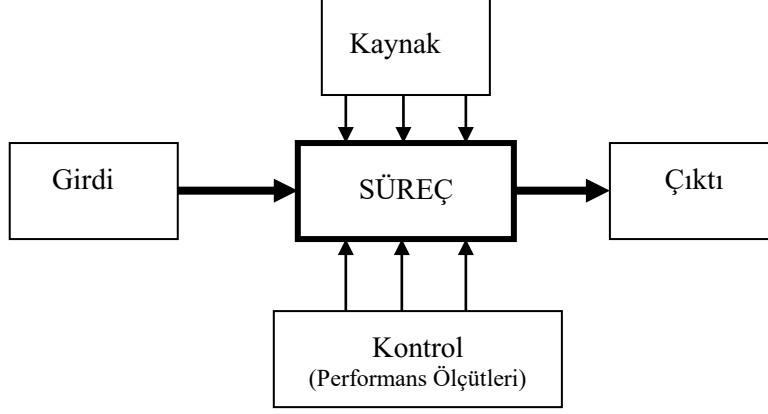 Kaynak
Girdi
SÜREÇ
Çıktı
Kontrol
(Performans Ölçütleri)